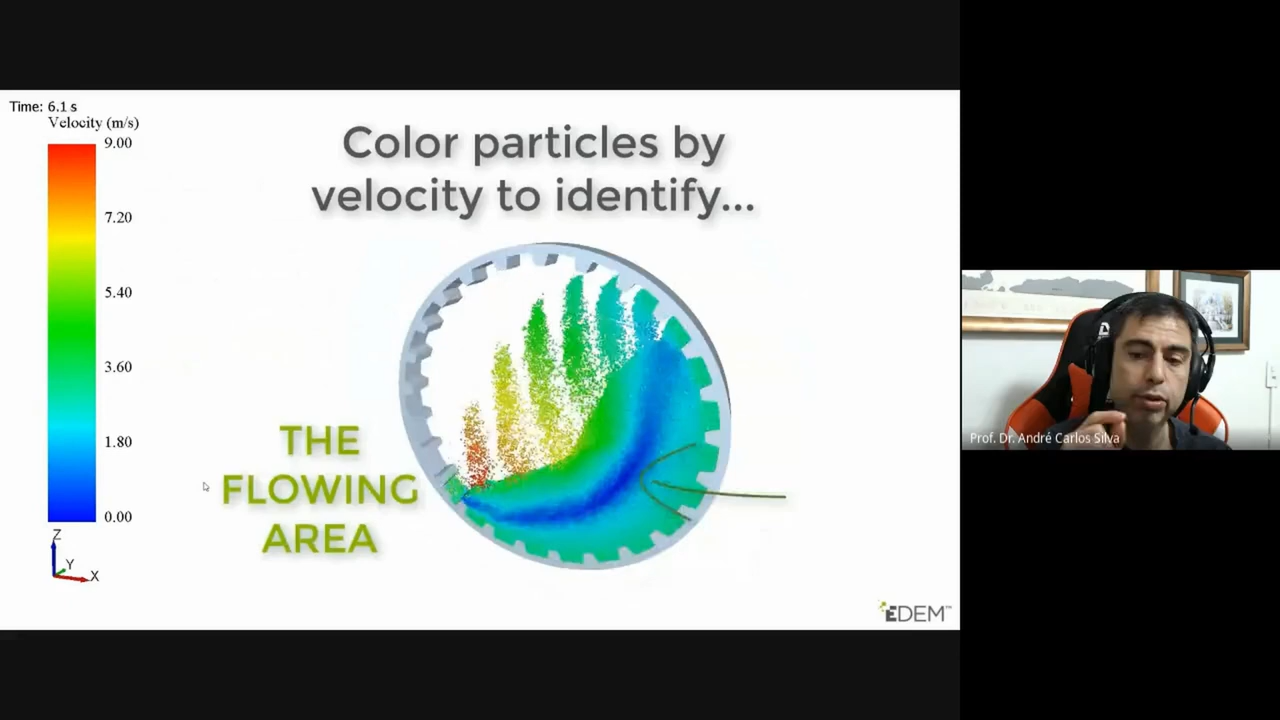 Time: 6.1 s
Velocity (m/s)
9.00
7.20
5.40
3.60
1.80
0.00
Z
Y
X
Color particles by
velocity to identify...
THE
FLOWING
AREA
EDEM™
Prof. Dr. André Carlos Silva